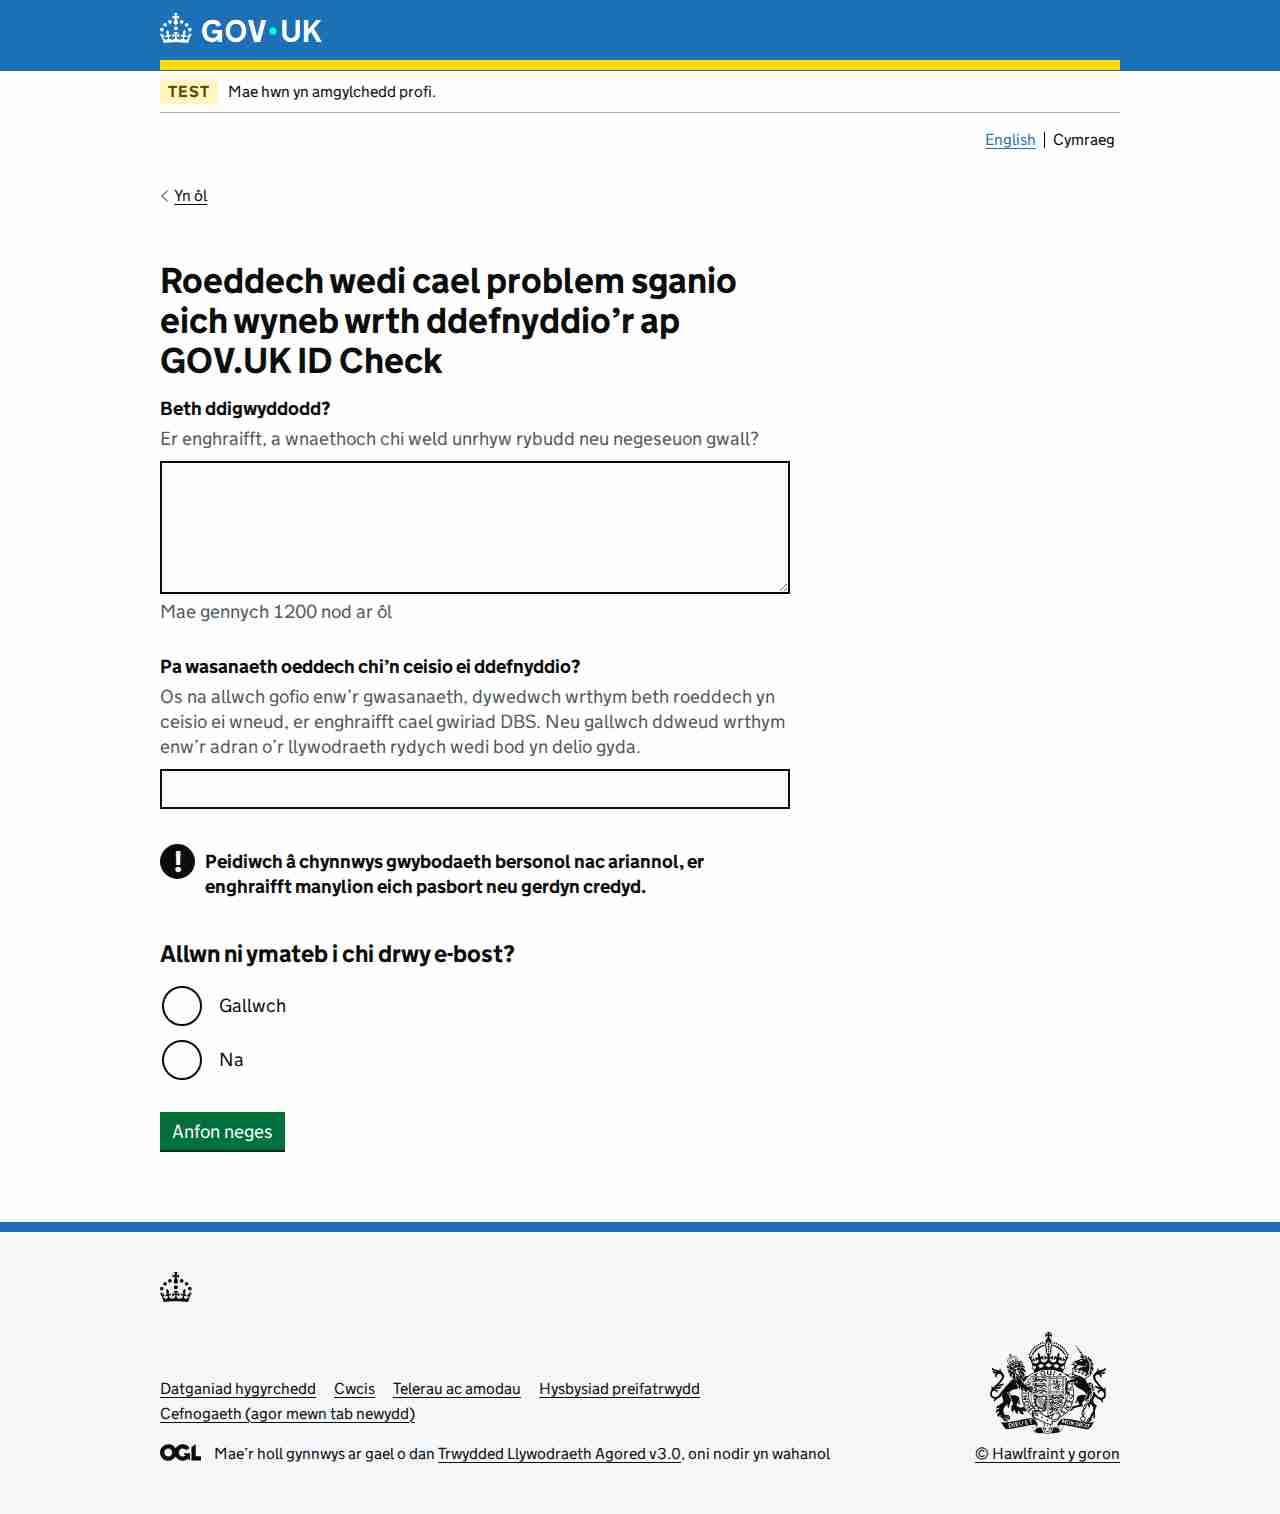 GOV·UK
TEST Mae hwn yn amgylchedd profi.
English | Cymraeg
Yn ôl
Roeddech wedi cael problem sganio
eich wyneb wrth ddefnyddio’r ap
GOV.UK ID Check
Beth ddigwyddodd?
Er enghraifft, a wnaethoch chi weld unrhyw rybudd neu negeseuon gwall?
Mae gennych 1200 nod ar ôl
Pa wasanaeth oeddech chi’n ceisio ei ddefnyddio?
Os na allwch gofio enw’r gwasanaeth, dywedwch wrthym beth roeddech yn
ceisio ei wneud, er enghraifft cael gwiriad DBS. Neu gallwch ddweud wrthym
enw’r adran o’r llywodraeth rydych wedi bod yn delio gyda.
! Peidiwch â chynnwys gwybodaeth bersonol nac ariannol, er
enghraifft manylion eich pasbort neu gerdyn credyd.
Allwn ni ymateb i chi drwy e-bost?
Gallwch
Na
Anfon neges
Datganiad hygyrchedd Cwcis Telerau ac amodau Hysbysiad preifatrwydd
Cefnogaeth (agor mewn tab newydd)
OGL Mae’r holl gynnwys ar gael o dan Trwydded Llywodraeth Agored v3.0, oni nodir yn wahanol
© Hawlfraint y goron